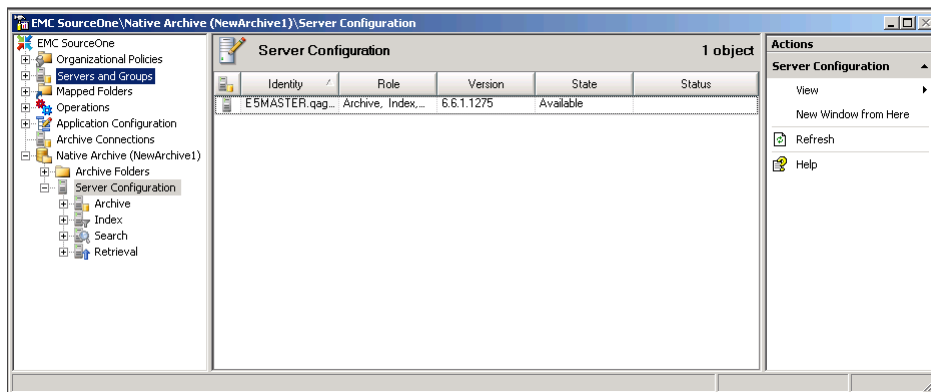 EMC SourceOne\Native Archive (NewArchive1)\Server Configuration
EMC SourceOne
Organizational Policies
Servers and Groups
Mapped Folders
Operations
Application Configuration
Archive Connections
Native Archive (NewArchive1)
Archive Folders
Server Configuration
Archive
Index
Search
Retrieval
Server Configuration 1 object
Identity Role Version State Status
E5MASTER.qag... Archive, Index,... 6.6.1.1275 Available
Actions
Server Configuration
View
New Window from Here
Refresh
Help